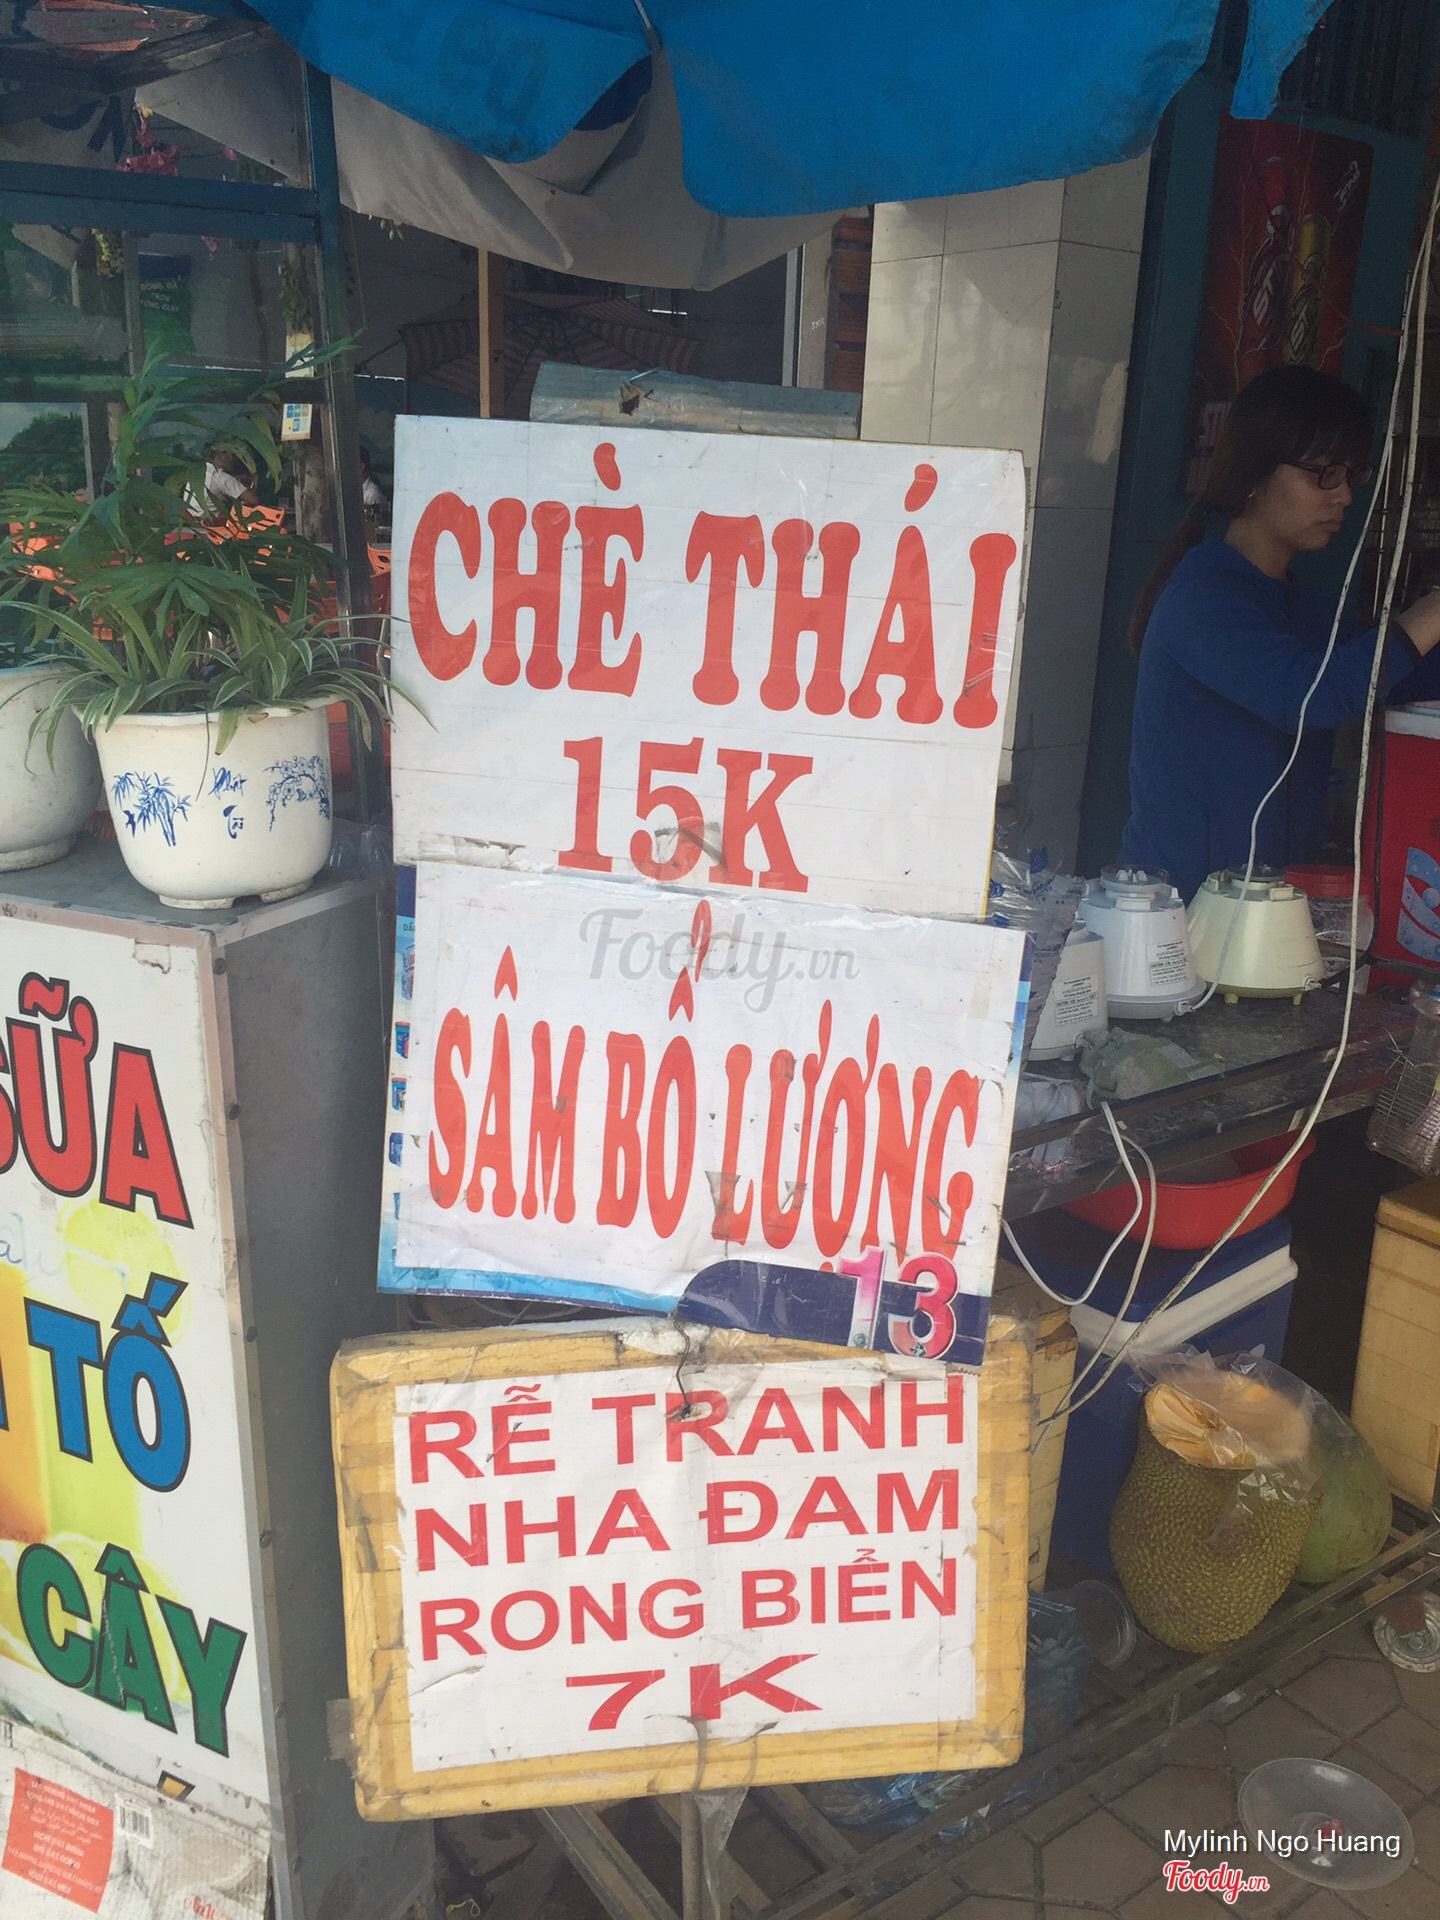 CHÈ THÁI
15K
Foody.vn
SÂM BỔ LƯỢNG
13
RỄ TRANH
NHA ĐAM
RONG BIỂN
7K
SỮA
TỐ
CÂY
Mylinh Ngo Huang
Foody.vn